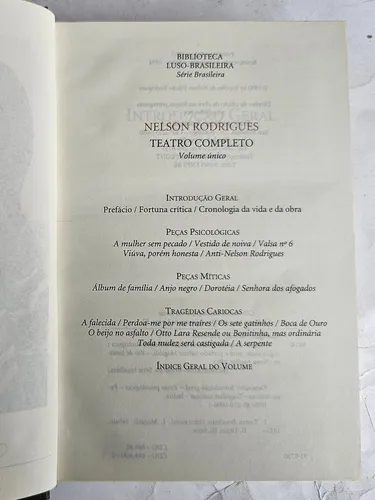 BIBLIOTECA
LUSO-BRASILEIRA
Série Brasileira
NELSON RODRIGUES
TEATRO COMPLETO
Volume único
INTRODUÇÃO GERAL
Prefácio / Fortuna crítica / Cronologia da vida e da obra
PEÇAS PSICOLÓGICAS
A mulher sem pecado / Vestido de noiva / Valsa nº 6
Viúva, porém honesta / Anti-Nelson Rodrigues
PEÇAS MÍTICAS
Álbum de família / Anjo negro / Dorotéia / Senhora dos afogados
TRAGÉDIAS CARIOCAS
A falecida / Perdoa-me por me traíres / Os sete gatinhos / Boca de Ouro
O beijo no asfalto / Otto Lara Resende ou Bonitinha, mas ordinária
Toda nudez será castigada / A serpente
ÍNDICE GERAL DO VOLUME